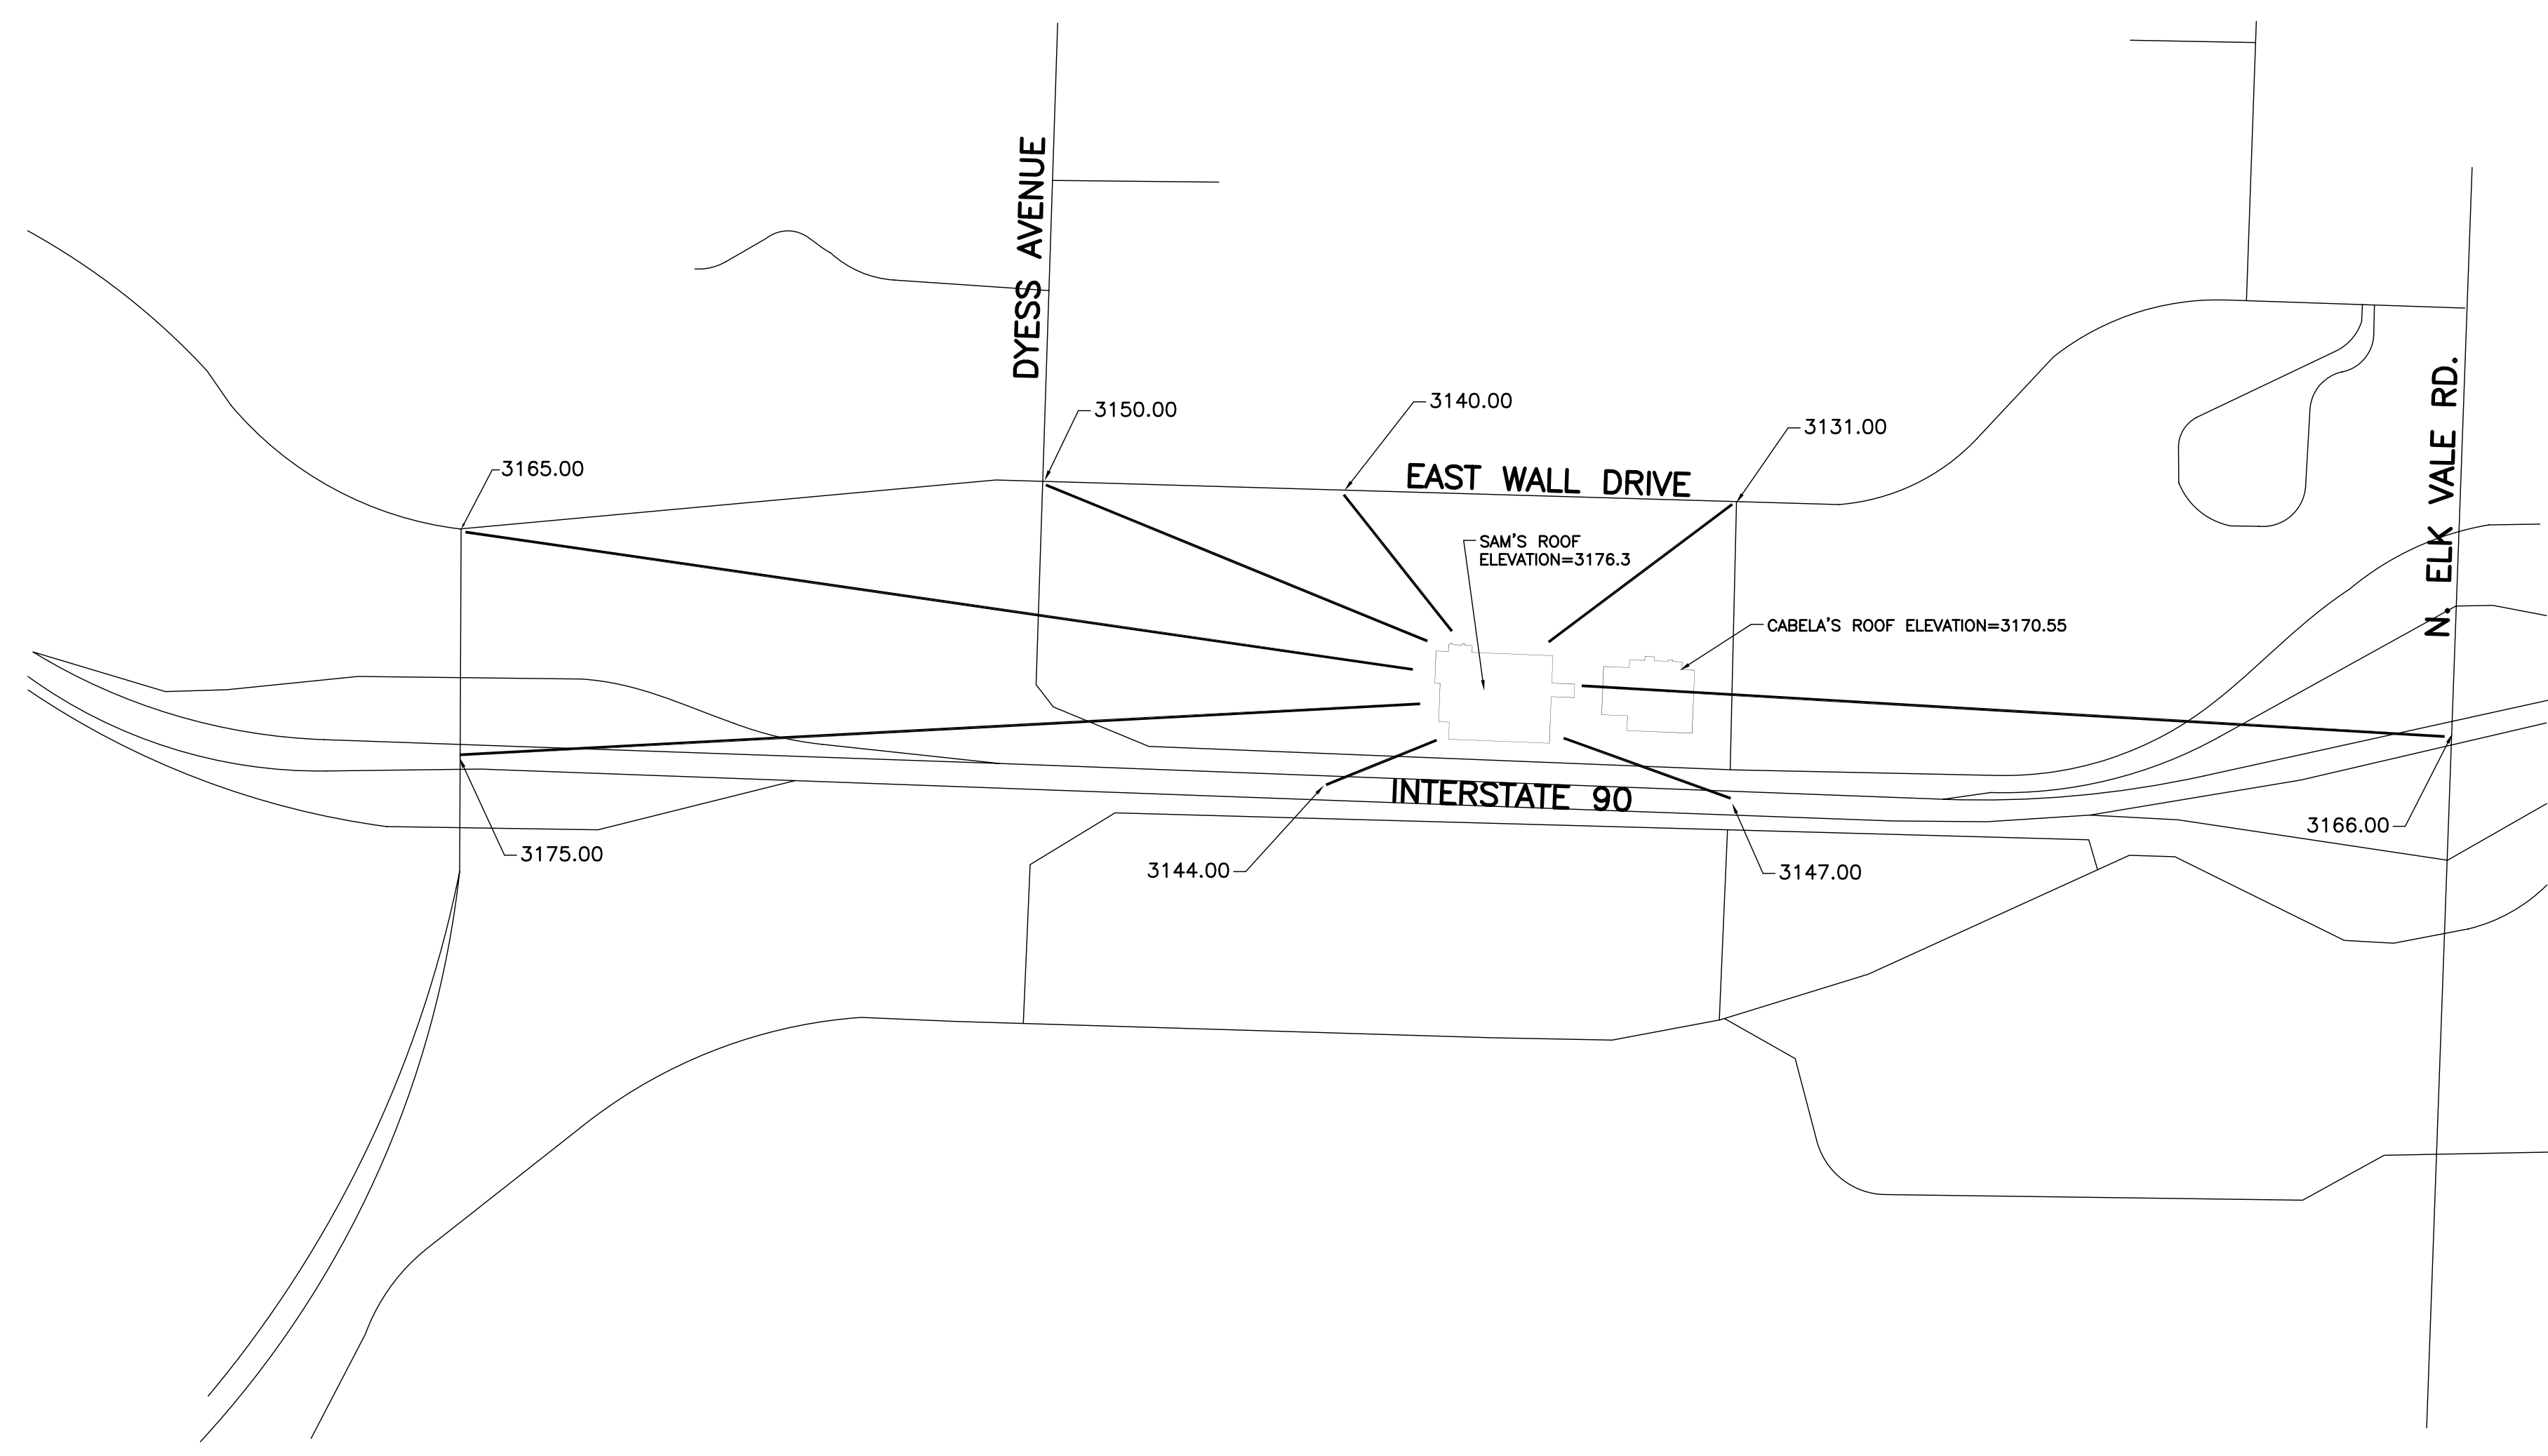 DYESS AVENUE
3150.00
3140.00
3131.00
3165.00
EAST WALL DRIVE
N. ELK VALE RD.
SAM'S ROOF
ELEVATION=3176.3
CABELA'S ROOF ELEVATION=3170.55
INTERSTATE 90
3166.00
3175.00
3144.00
3147.00